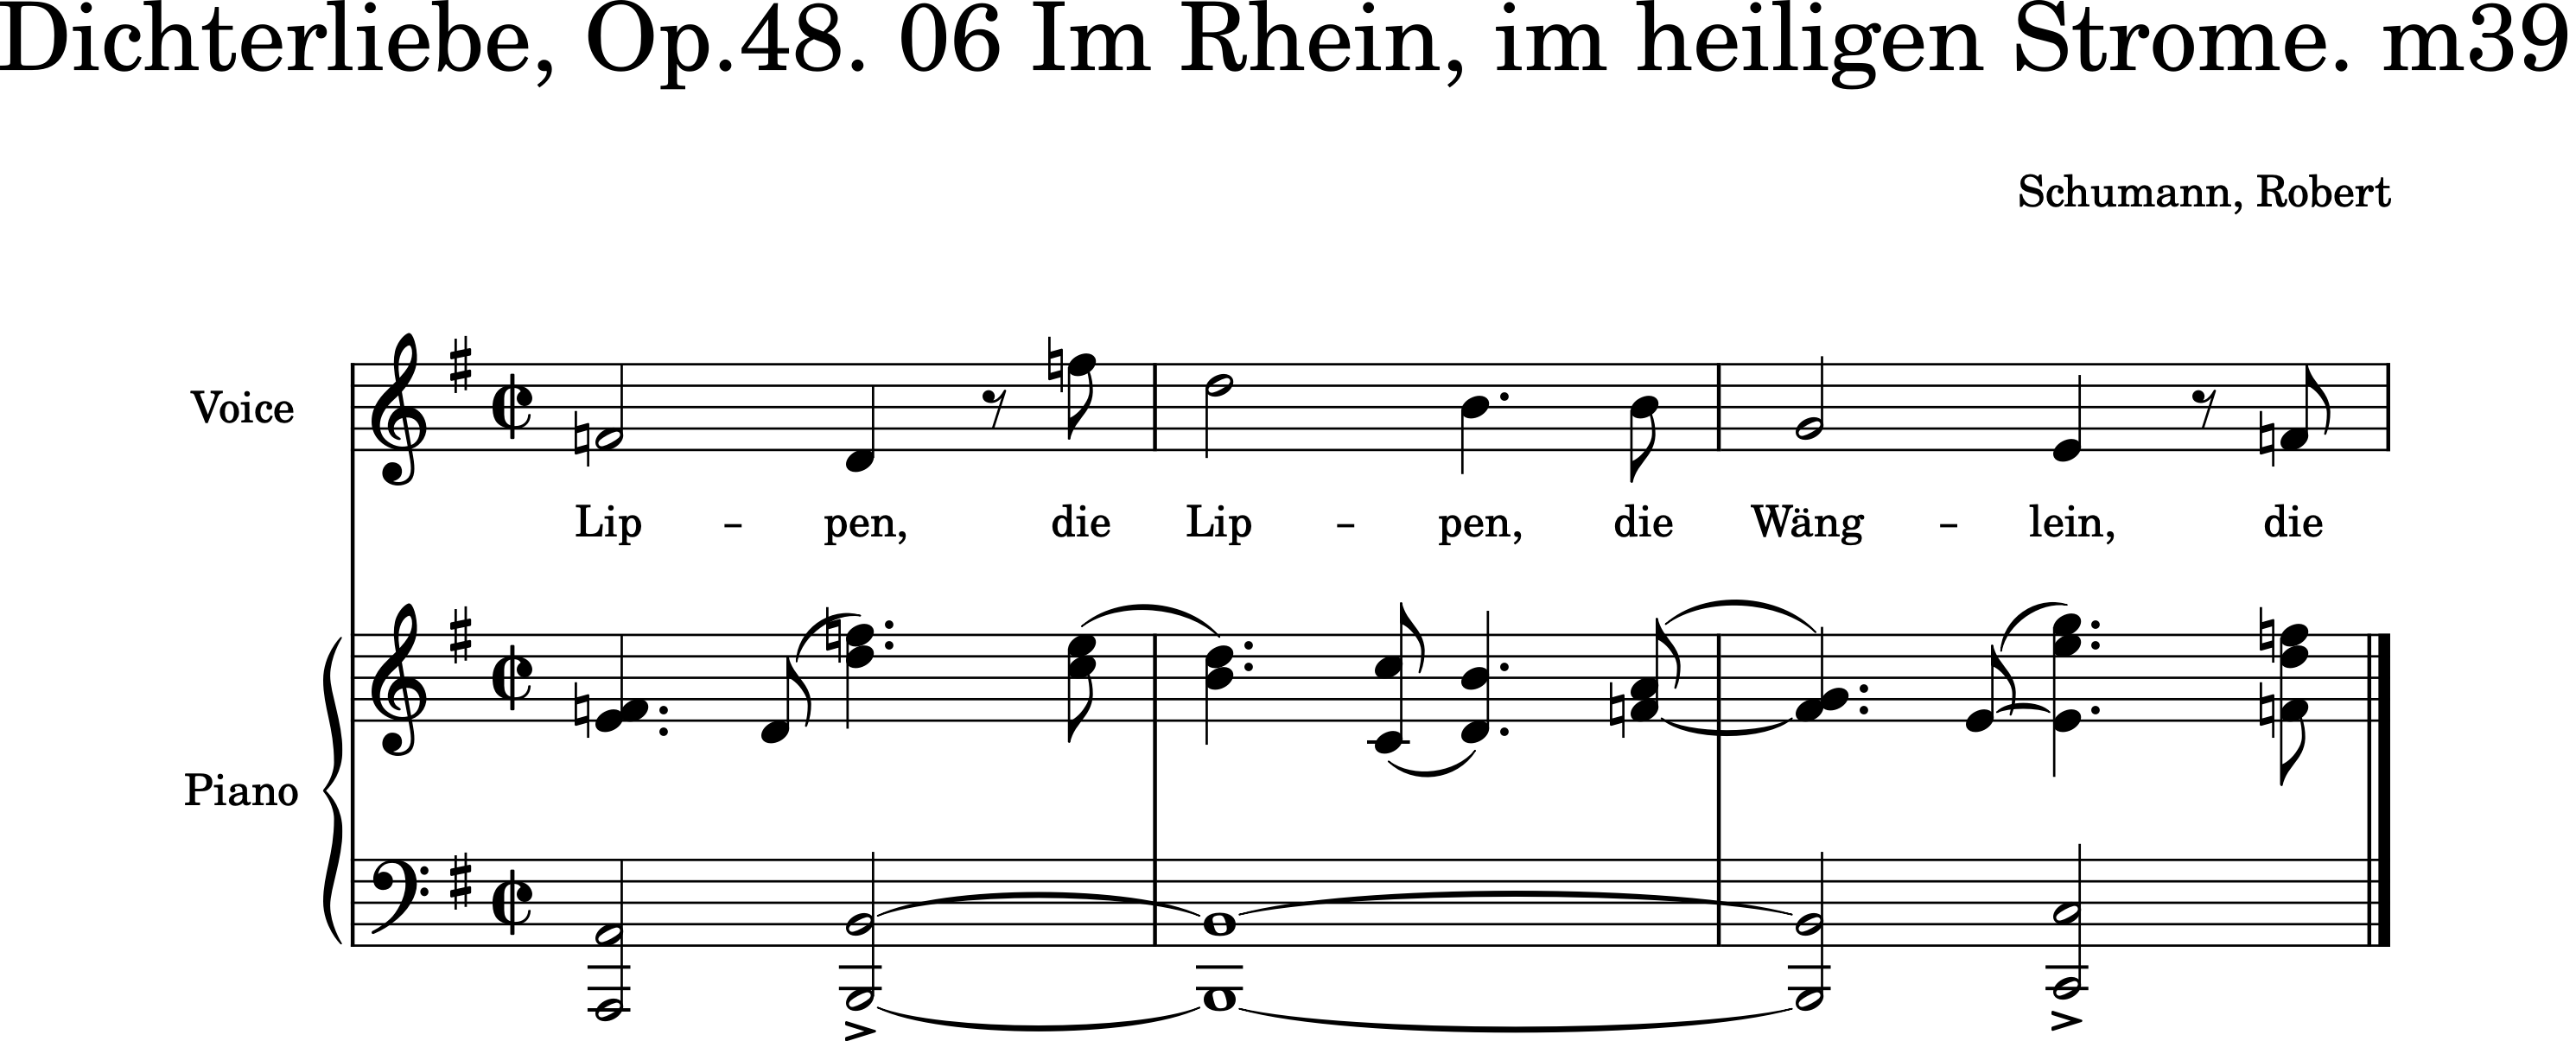 Dichterliebe, Op.48. 06 Im Rhein, im heiligen Strome. m39
Schumann, Robert
Voice
Lip - pen, die Lip - pen, die Wäng - lein, die
Piano